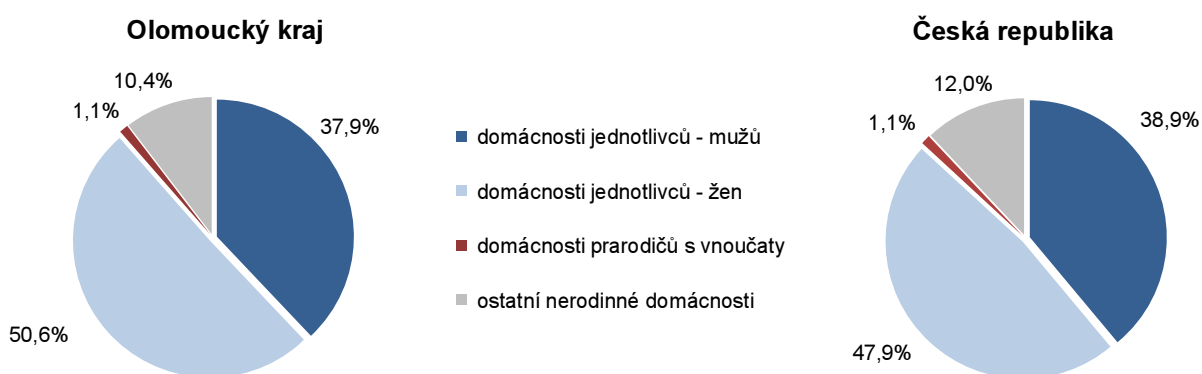 Olomoucký kraj
10,4%
1,1%
37,9%
50,6%
domácnosti jednotlivců - mužů
domácnosti jednotlivců - žen
domácnosti prarodičů s vnoučaty
ostatní nerodinné domácnosti
Česká republika
12,0%
1,1%
38,9%
47,9%